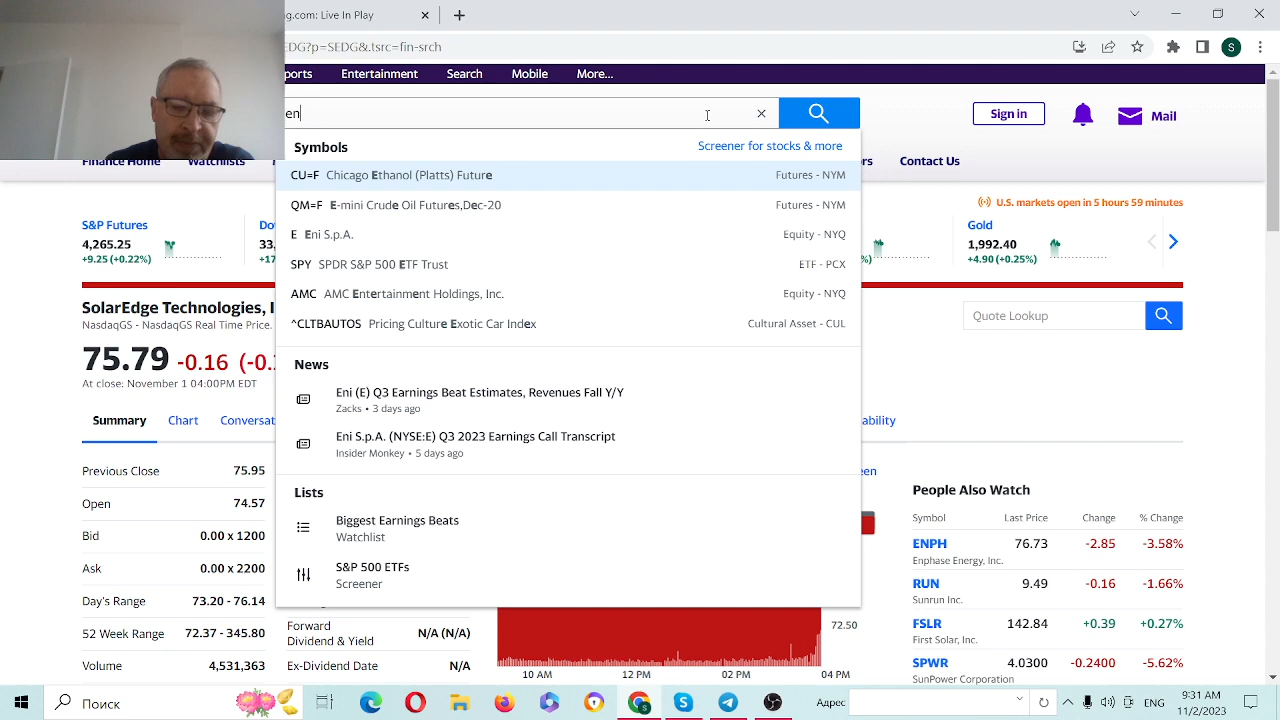 ng.com: Live In Play
EDG?p=SEDG&.tsrc=fin-srch
ports Entertainment Search Mobile More...
en
Sign in
Mail
Finance Home Watchlists
Contact Us
Symbols Screener for stocks & more
CU=F Chicago Ethanol (Platts) Future Futures - NYM
QM=F E-mini Crude Oil Futures,Dec-20 Futures - NYM
E Eni S.p.A. Equity - NYQ
SPY SPDR S&P 500 ETF Trust ETF - PCX
AMC AMC Entertainment Holdings, Inc. Equity - NYQ
^CLTBAUTOS Pricing Culture Exotic Car Index Cultural Asset - CUL
News
Eni (E) Q3 Earnings Beat Estimates, Revenues Fall Y/Y
Zacks • 3 days ago
Eni S.p.A. (NYSE:E) Q3 2023 Earnings Call Transcript
Insider Monkey • 5 days ago
Lists
Biggest Earnings Beats
Watchlist
S&P 500 ETFs
Screener
U.S. markets open in 5 hours 59 minutes
S&P Futures
4,265.25
+9.25 (+0.22%)
Do
33,
+17
%)
Gold
1,992.40
+4.90 (+0.25%)
SolarEdge Technologies, I
NasdaqGS - NasdaqGS Real Time Price.
75.79 -0.16 (-0.
At close: November 1 04:00PM EDT
Quote Lookup
Summary Chart Conversat
ability
Previous Close 75.95
Open 74.57
Bid 0.00 x 1200
Ask 0.00 x 2200
Day's Range 73.20 - 76.14
52 Week Range 72.37 - 345.80
Volume 4,531,363
Forward Dividend & Yield N/A (N/A)
Ex-Dividend Date N/A
een
72.50
10 AM 12 PM 02 PM 04 PM
People Also Watch
Symbol Last Price Change % Change
ENPH 76.73 -2.85 -3.58%
Enphase Energy, Inc.
RUN 9.49 -0.16 -1.66%
Sunrun Inc.
FSLR 142.84 +0.39 +0.27%
First Solar, Inc.
SPWR 4.0300 -0.2400 -5.62%
SunPower Corporation
Поиск
Адрес
ENG
9:31 AM
11/2/2023